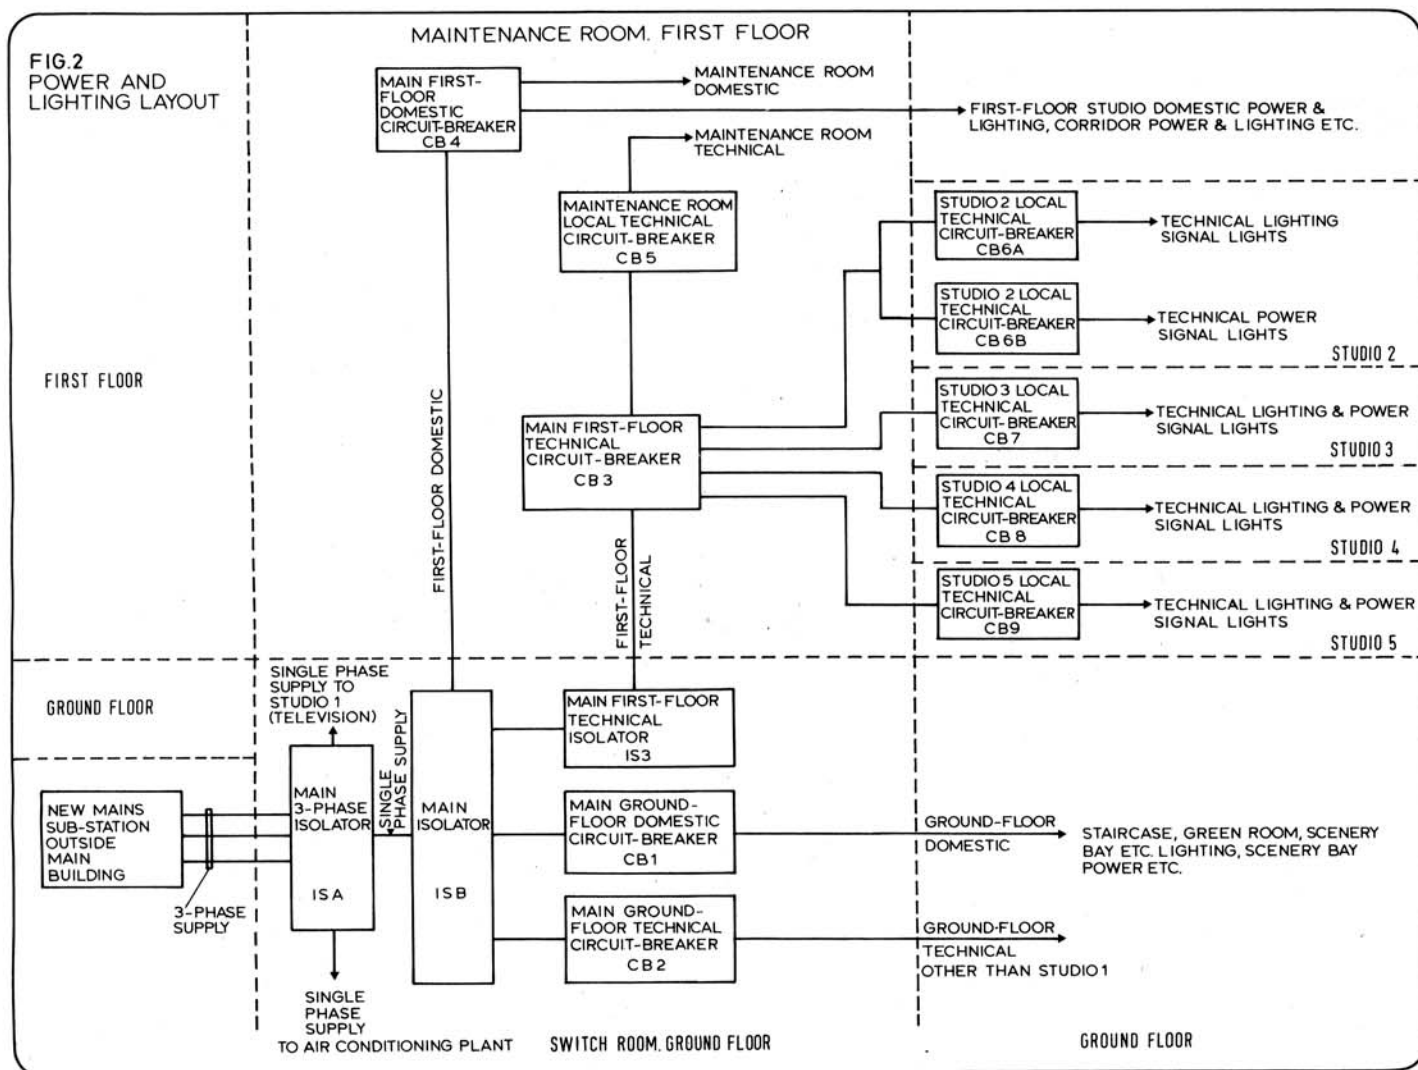 FIG.2
POWER AND
LIGHTING LAYOUT
MAINTENANCE ROOM. FIRST FLOOR
MAIN FIRST-
FLOOR
DOMESTIC
CIRCUIT-BREAKER
CB4
MAINTENANCE ROOM
DOMESTIC
FIRST-FLOOR STUDIO DOMESTIC POWER &
LIGHTING, CORRIDOR POWER & LIGHTING ETC.
MAINTENANCE ROOM
TECHNICAL
MAINTENANCE ROOM
LOCAL TECHNICAL
CIRCUIT-BREAKER
CB5
STUDIO 2 LOCAL
TECHNICAL
CIRCUIT-BREAKER
CB6A
TECHNICAL LIGHTING
SIGNAL LIGHTS
STUDIO 2 LOCAL
TECHNICAL
CIRCUIT-BREAKER
CB6B
TECHNICAL POWER
SIGNAL LIGHTS
STUDIO 2
FIRST FLOOR
FIRST-FLOOR DOMESTIC
MAIN FIRST-FLOOR
TECHNICAL
CIRCUIT-BREAKER
CB3
STUDIO 3 LOCAL
TECHNICAL
CIRCUIT-BREAKER
CB7
TECHNICAL LIGHTING & POWER
SIGNAL LIGHTS
STUDIO 3
STUDIO 4 LOCAL
TECHNICAL
CIRCUIT-BREAKER
CB8
TECHNICAL LIGHTING & POWER
SIGNAL LIGHTS
STUDIO 4
FIRST-FLOOR
TECHNICAL
STUDIO 5 LOCAL
TECHNICAL
CIRCUIT-BREAKER
CB9
TECHNICAL LIGHTING & POWER
SIGNAL LIGHTS
STUDIO 5
GROUND FLOOR
SINGLE PHASE
SUPPLY TO
STUDIO 1
(TELEVISION)
SINGLE
PHASE SUPPLY
MAIN FIRST-FLOOR
TECHNICAL
ISOLATOR
IS3
NEW MAINS
SUB-STATION
OUTSIDE
MAIN
BUILDING
3-PHASE
SUPPLY
MAIN
3-PHASE
ISOLATOR
ISA
MAIN
ISOLATOR
ISB
MAIN GROUND-
FLOOR DOMESTIC
CIRCUIT-BREAKER
CB1
GROUND-FLOOR
DOMESTIC
STAIRCASE, GREEN ROOM, SCENERY
BAY ETC. LIGHTING, SCENERY BAY
POWER ETC.
MAIN GROUND-
FLOOR TECHNICAL
CIRCUIT-BREAKER
CB2
GROUND-FLOOR
TECHNICAL
OTHER THAN STUDIO 1
SINGLE
PHASE
SUPPLY
TO AIR CONDITIONING PLANT
SWITCH ROOM. GROUND FLOOR
GROUND FLOOR